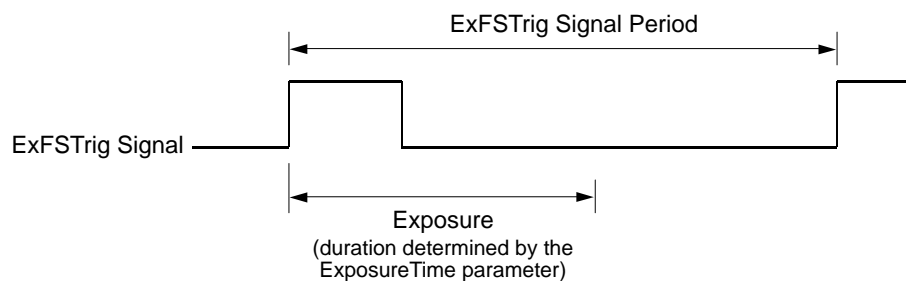 ExFSTrig Signal Period
ExFSTrig Signal
Exposure
(duration determined by the
ExposureTime parameter)